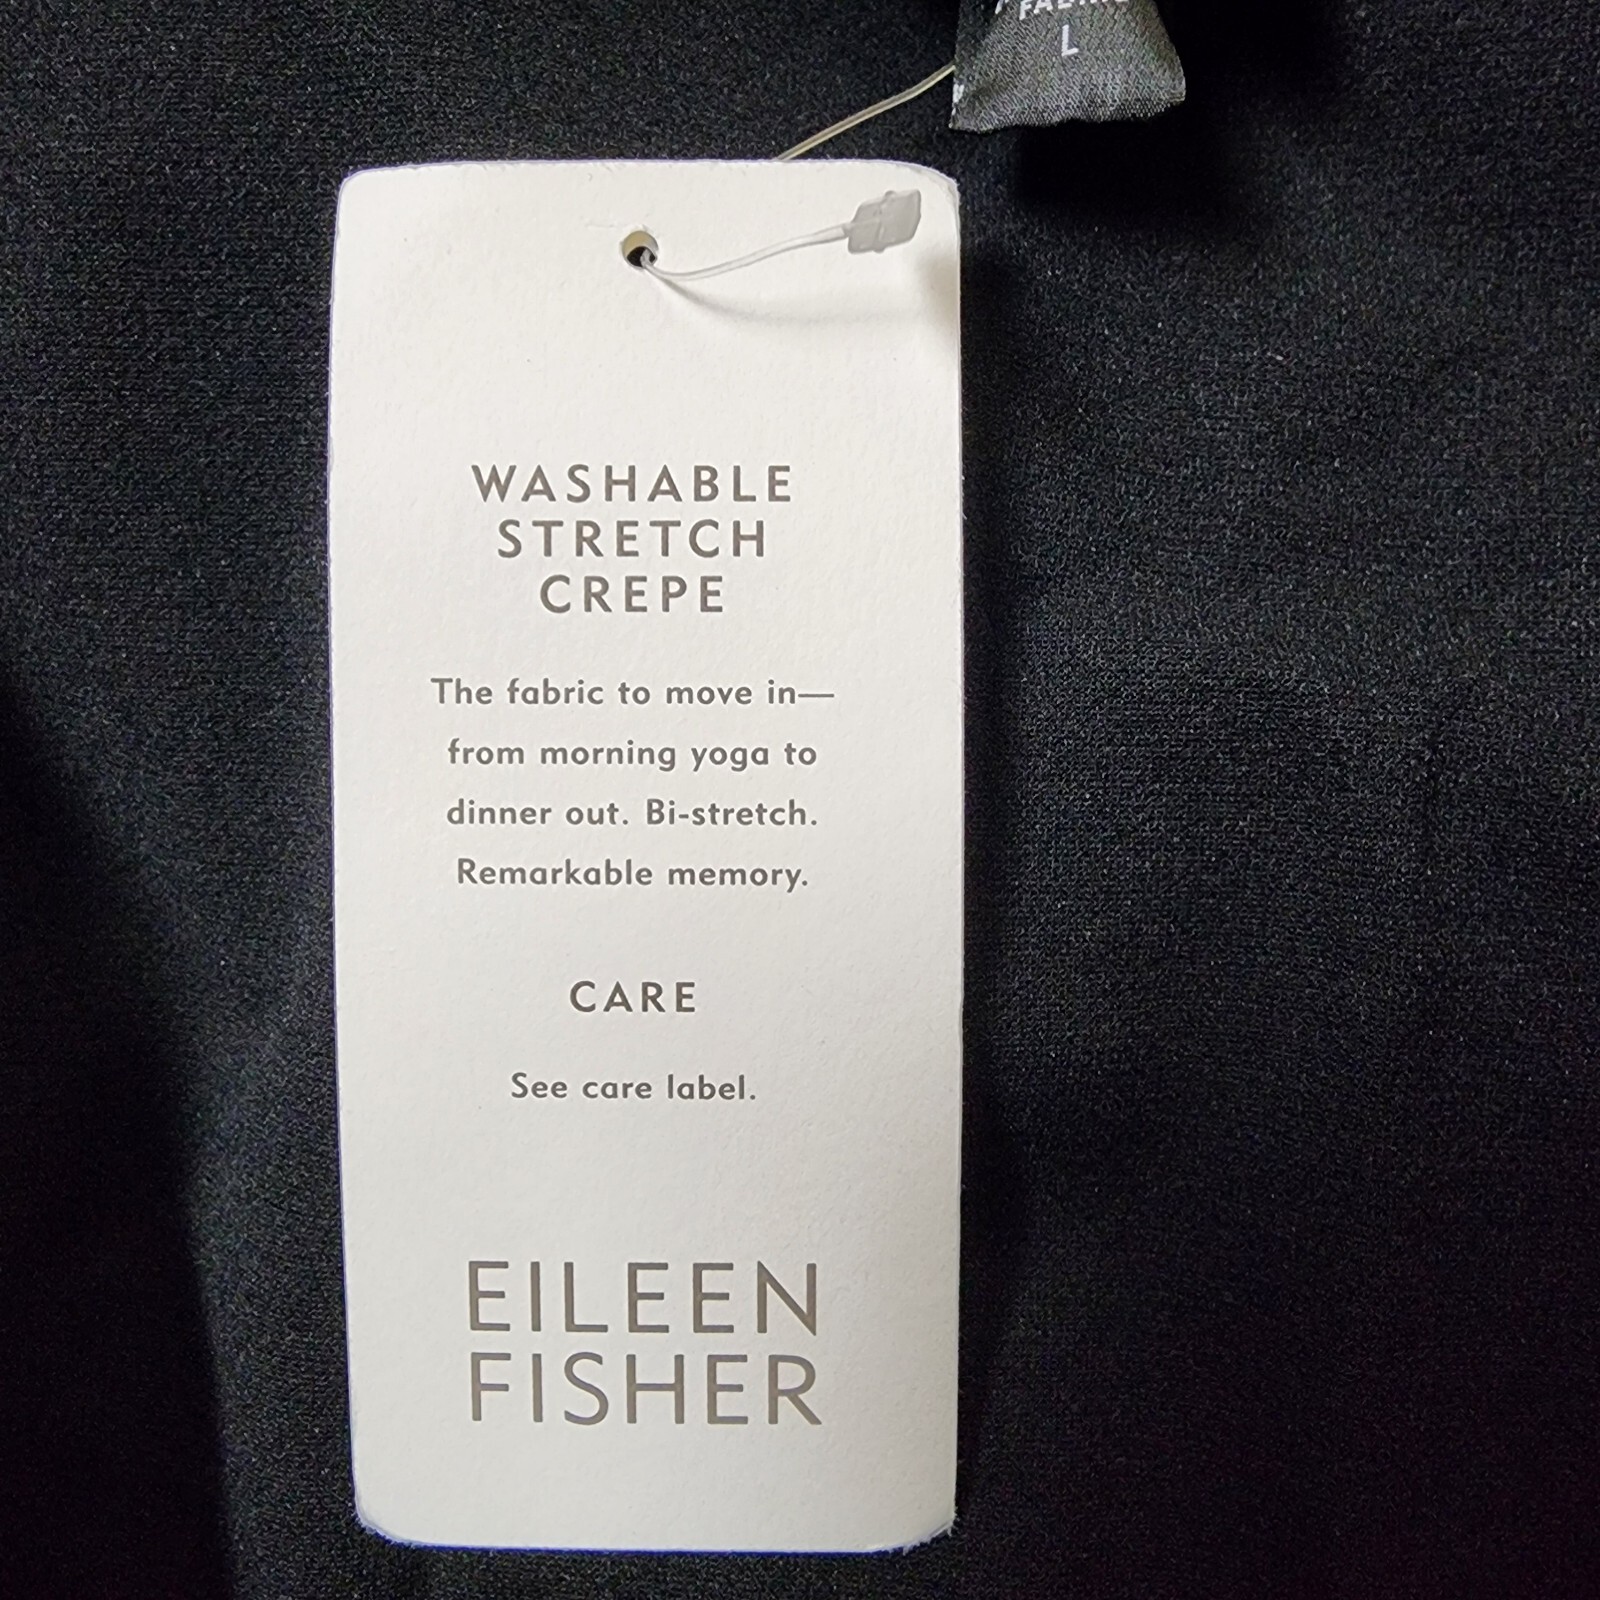 L
WASHABLE
STRETCH
CREPE
The fabric to move in—
from morning yoga to
dinner out. Bi-stretch.
Remarkable memory.
CARE
See care label.
EILEEN
FISHER